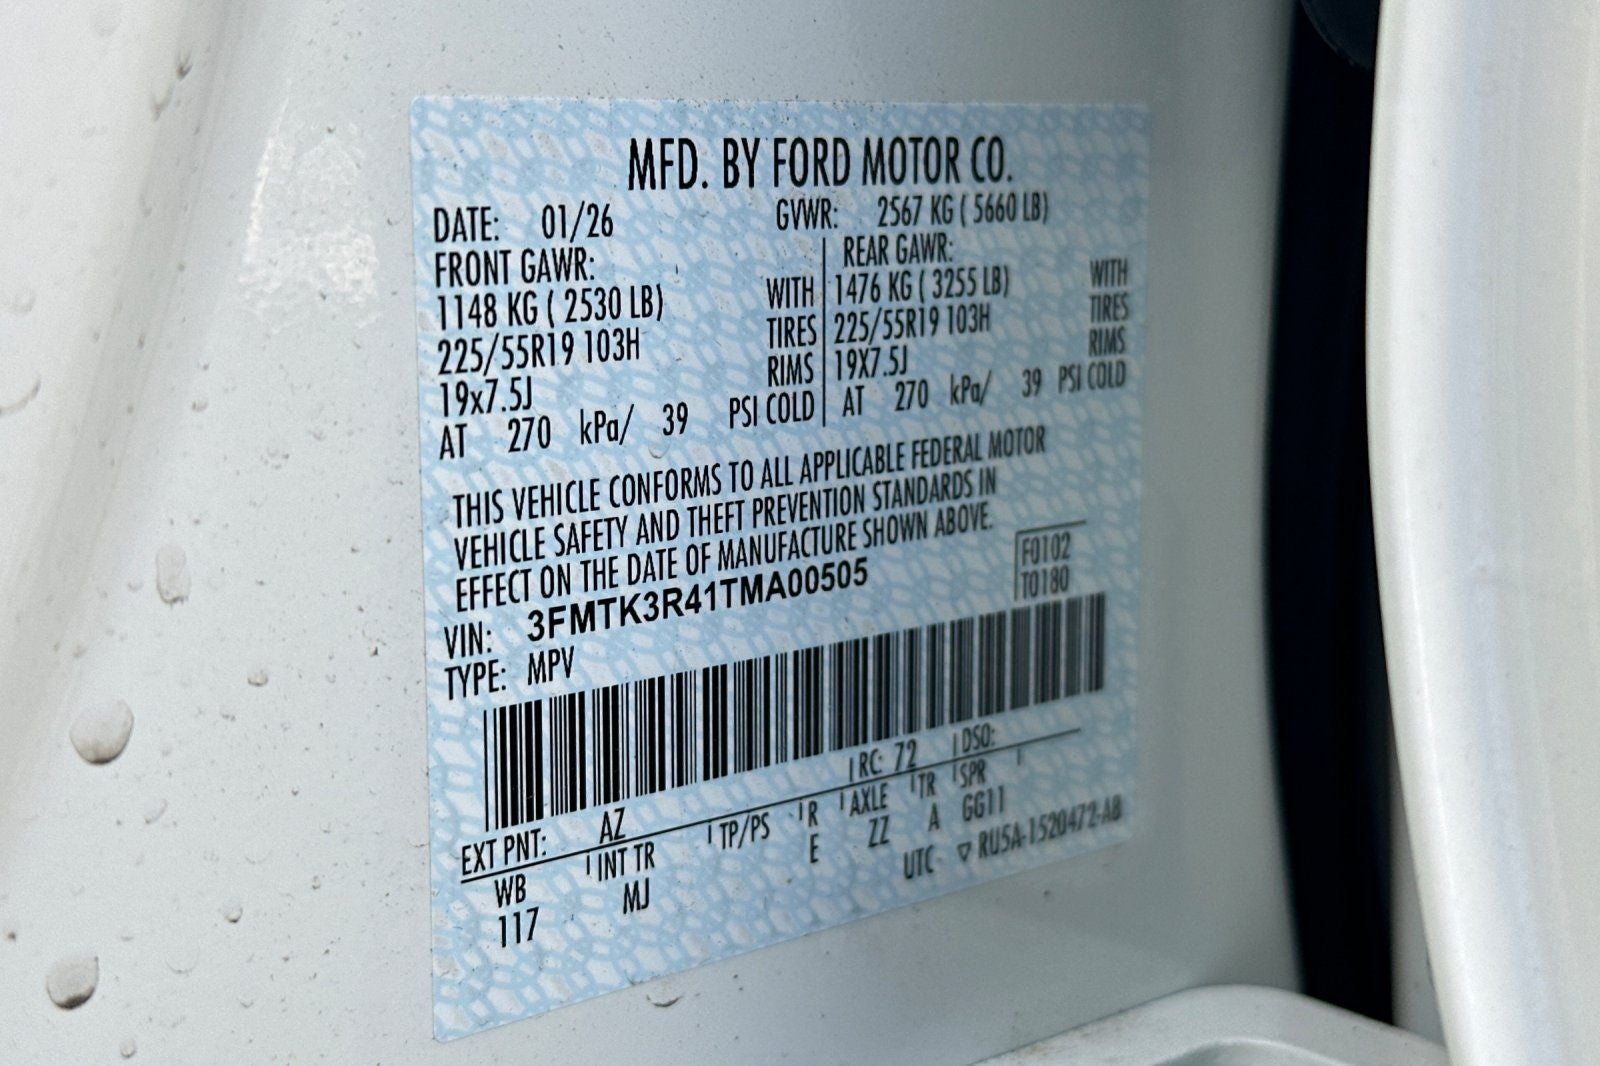 MFD. BY FORD MOTOR CO.
DATE: 01/26 GVWR: 2567 KG ( 5660 LB)
FRONT GAWR: REAR GAWR:
1148 KG ( 2530 LB) WITH 1476 KG ( 3255 LB) WITH
225/55R19 103H TIRES 225/55R19 103H TIRES
19x7.5J RIMS 19X7.5J RIMS
AT 270 kPa/ 39 PSI COLD AT 270 kPa/ 39 PSI COLD
THIS VEHICLE CONFORMS TO ALL APPLICABLE FEDERAL MOTOR
VEHICLE SAFETY AND THEFT PREVENTION STANDARDS IN
EFFECT ON THE DATE OF MANUFACTURE SHOWN ABOVE.
F0102
T0180
VIN: 3FMTK3R41TMA00505
TYPE: MPV
RC: 72 DSO:
EXT PNT: AZ
WB INT TR TP/PS R AXLE TR SPR
117 MJ E ZZ A GG11
UTC ▽ RU5A-1520472-AB